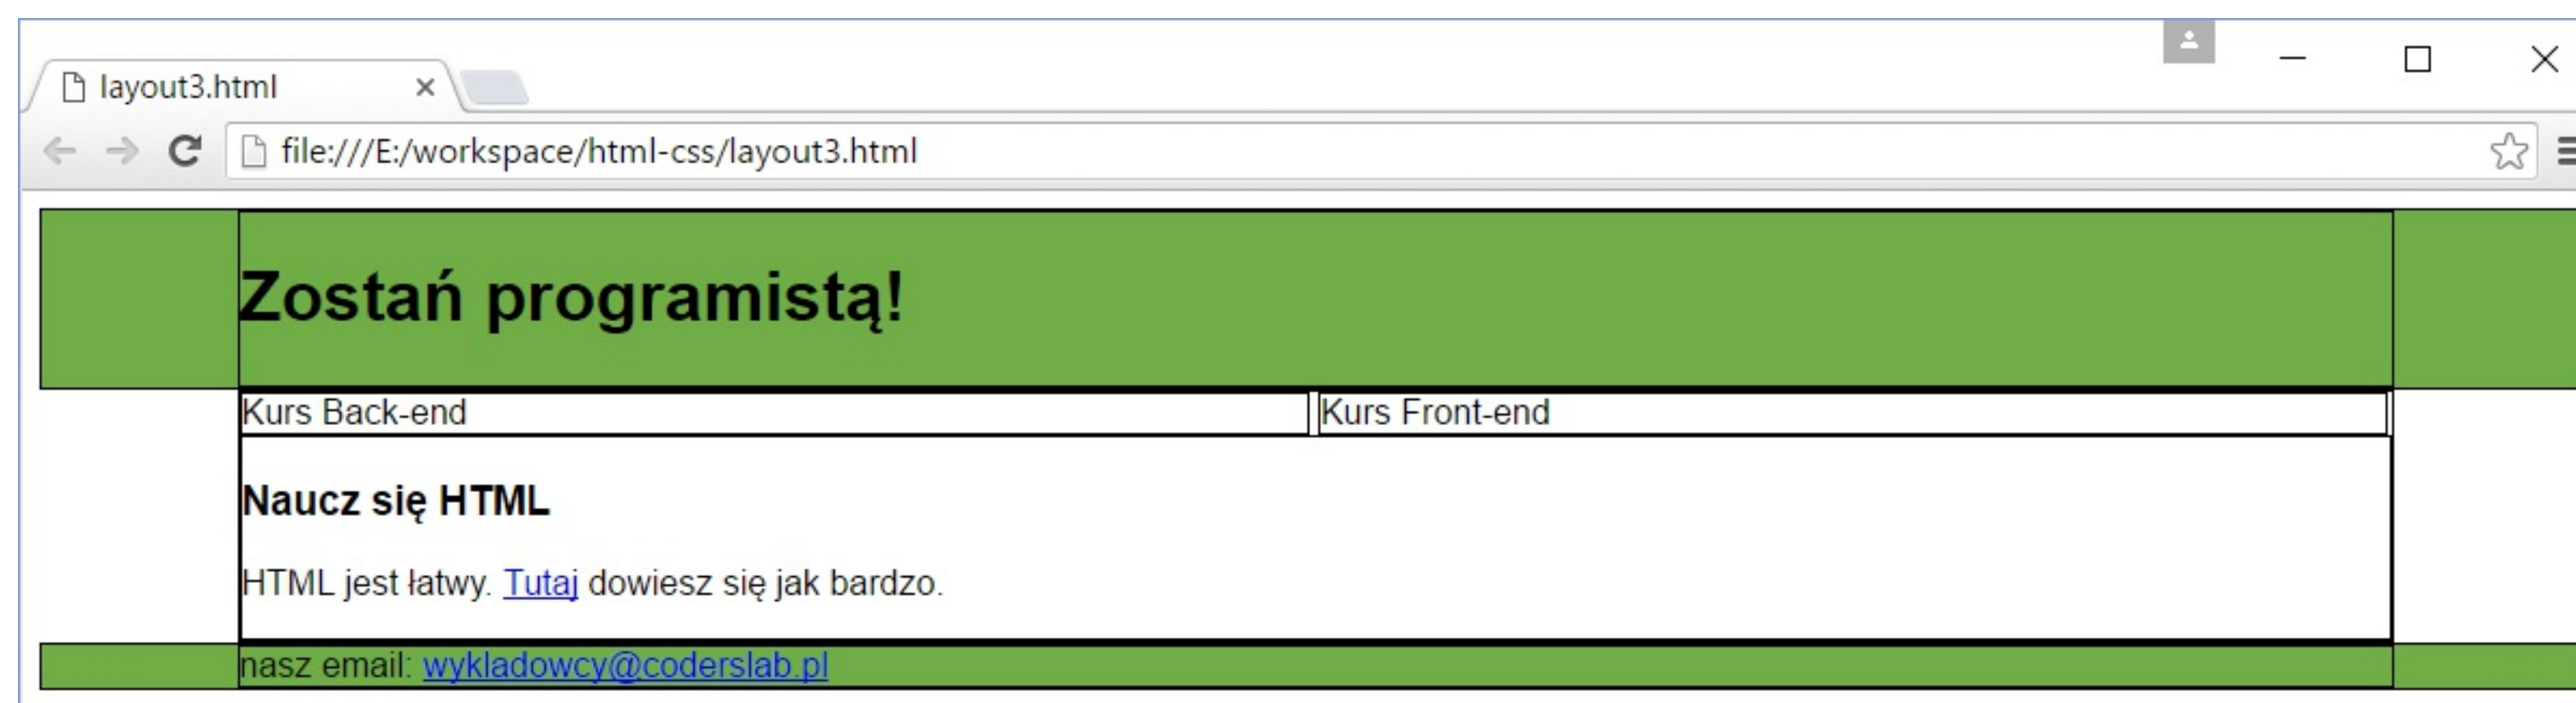 layout3.html
file:///E:/workspace/html-css/layout3.html
Zostań programistą!
Kurs Back-end
Kurs Front-end
Naucz się HTML
HTML jest łatwy. Tutaj dowiesz się jak bardzo.
nasz email: wykladowcy@coderslab.pl